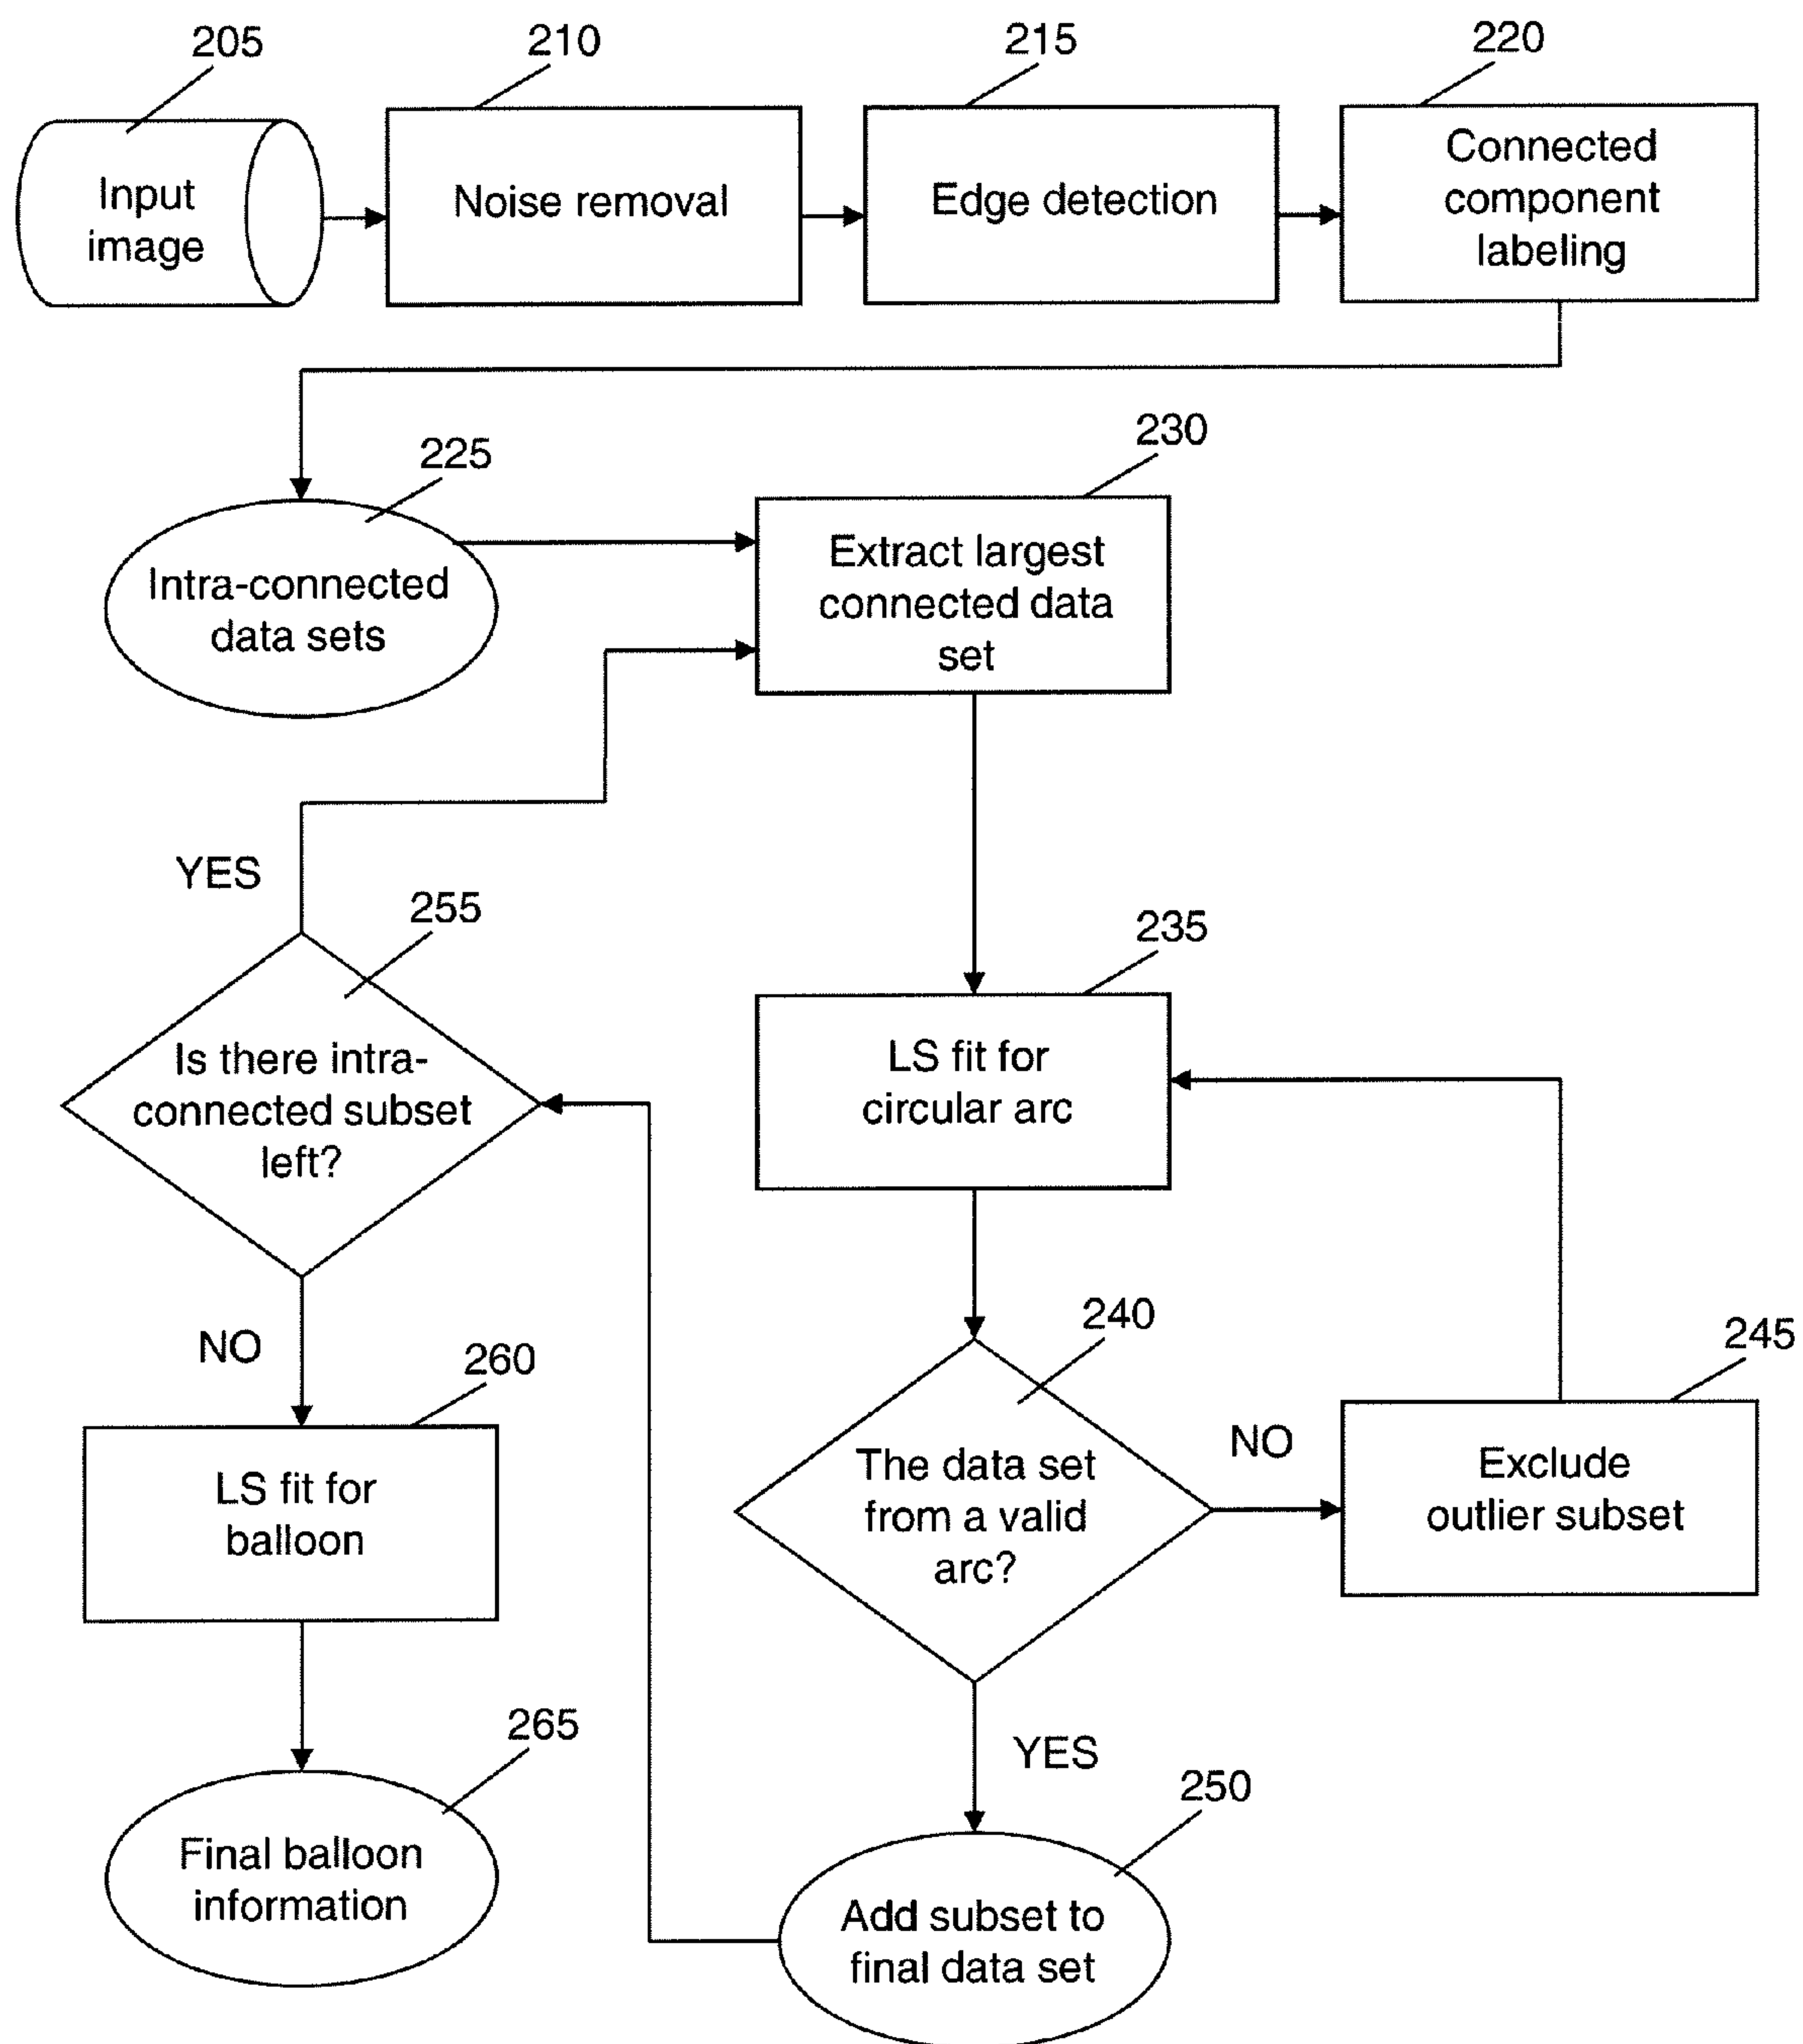 205
210
215
220
Input
image
Noise removal
Edge detection
Connected
component
labeling
225
230
Intra-connected
data sets
Extract largest
connected data
set
YES
255
235
Is there intra-
connected subset
left?
LS fit for
circular arc
NO
260
240
245
LS fit for
balloon
The data set
from a valid
arc?
NO
Exclude
outlier subset
265
YES
250
Final balloon
information
Add subset to
final data set